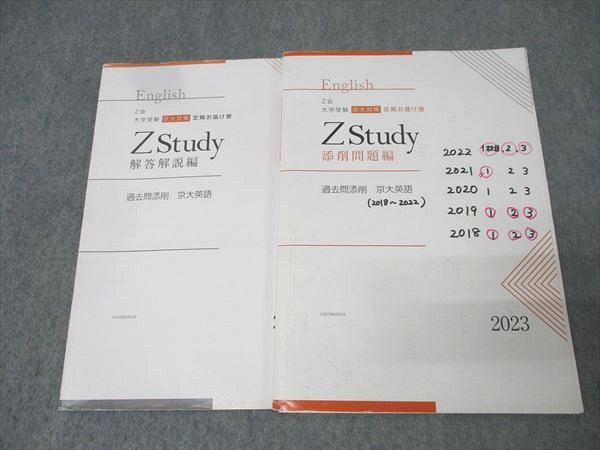 English
Z会
大学受験 京大対策 定期お届け便
Z Study
解答解説編
過去問添削 京大英語
English
Z会
大学受験 京大対策 定期お届け便
Z Study
添削問題編
過去問添削 京大英語
(2018~2022)
2022 1枚目, 2, 3
2021 1 2 3
2020 1 2 3
2019 1 2 3
2018 1 2 3
2023